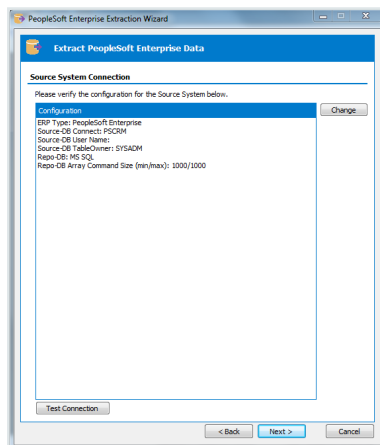 PeopleSoft Enterprise Extraction Wizard
Extract PeopleSoft Enterprise Data
Source System Connection
Please verify the configuration for the Source System below.
Configuration
Change
ERP Type: PeopleSoft Enterprise
Source-DB Connect: PSCRM
Source-DB User Name:
Source-DB TableOwner: SYSADM
Repo-DB: MS SQL
Repo-DB Array Command Size (min/max): 1000/1000
Test Connection
< Back
Next >
Cancel